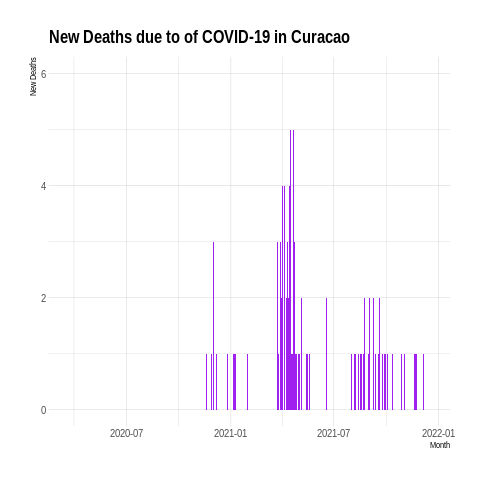 New Deaths due to of COVID-19 in Curacao
New Deaths
6
4
2
0
2020-07 2021-01 2021-07 2022-01
Month